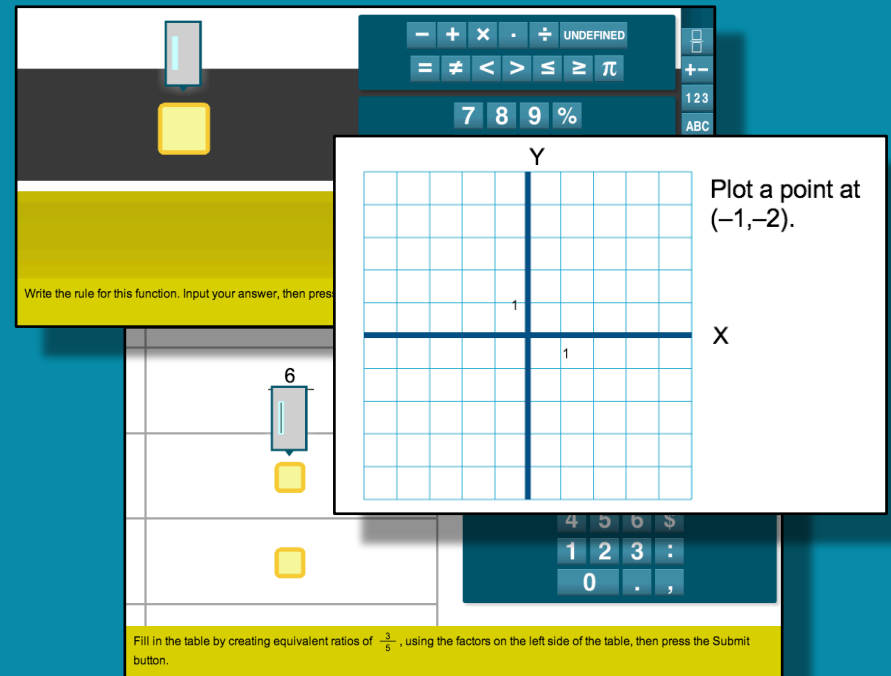 − + × · ÷ UNDEFINED
= ≠ < > ≤ ≥ π
+−
123
ABC
7 8 9 %
Write the rule for this function. Input your answer, then
Y
1
1
X
Plot a point at
(–1,–2).
6
4 5 6 $
1 2 3 :
0 . ,
Fill in the table by creating equivalent ratios of 3/5 , using the factors on the left side of the table, then press the Submit
button.